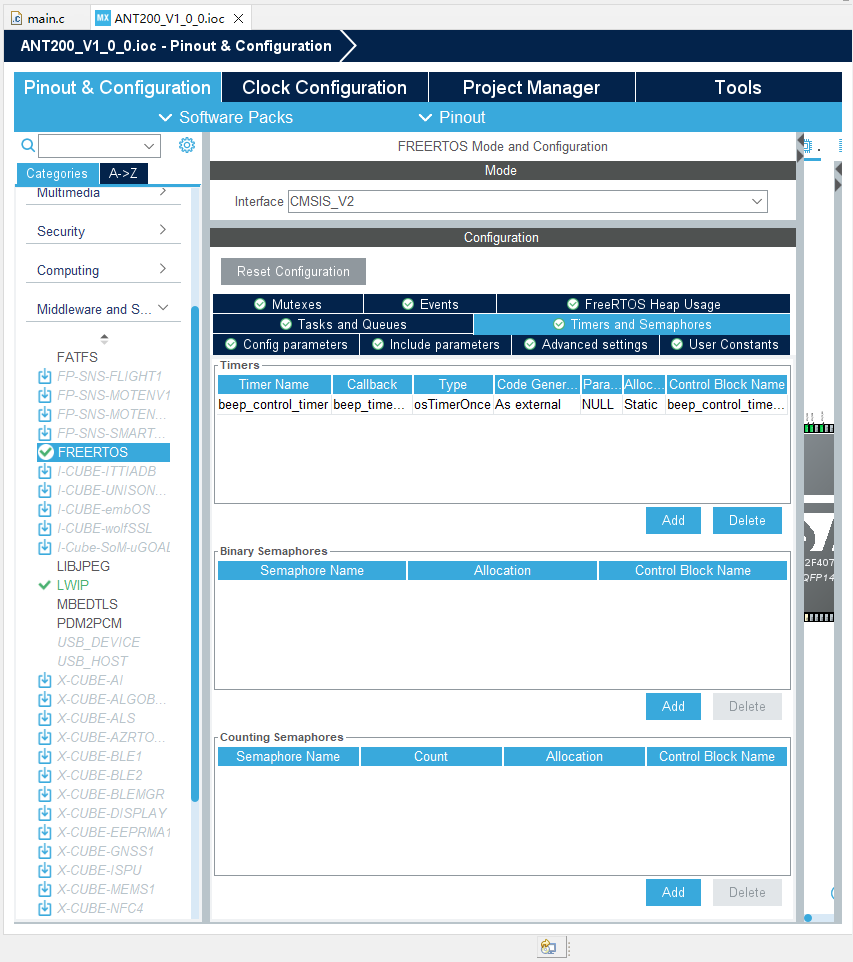 main.c
MX ANT200_V1_0_0.ioc
ANT200_V1_0_0.ioc - Pinout & Configuration
Pinout & Configuration
Clock Configuration
Project Manager
Tools
Software Packs
Pinout
Categories
A->Z
Multimedia
Security
Computing
Middleware and S...
FATFS
FP-SNS-FLIGHT1
FP-SNS-MOTENV1
FP-SNS-MOTEN...
FP-SNS-SMART...
FREERTOS
I-CUBE-ITTIADB
I-CUBE-UNISON...
I-CUBE-embOS
I-CUBE-wolfSSL
I-Cube-SoM-uGOAL
LIBJPEG
LWIP
MBEDTLS
PDM2PCM
USB_DEVICE
USB_HOST
X-CUBE-AI
X-CUBE-ALGOB...
X-CUBE-ALS
X-CUBE-AZRTO...
X-CUBE-BLE1
X-CUBE-BLE2
X-CUBE-BLEMGR
X-CUBE-DISPLAY
X-CUBE-EEPRMA1
X-CUBE-GNSS1
X-CUBE-ISPU
X-CUBE-MEMS1
X-CUBE-NFC4
FREERTOS Mode and Configuration
Mode
Interface CMSIS_V2
Configuration
Reset Configuration
Mutexes
Events
FreeRTOS Heap Usage
Tasks and Queues
Timers and Semaphores
Config parameters
Include parameters
Advanced settings
User Constants
Timers
Timer Name Callback Type Code Gener... Para... Alloc... Control Block Name
beep_control_timer beep_time... osTimerOnce As external NULL Static beep_control_time...
Add
Delete
Binary Semaphores
Semaphore Name Allocation Control Block Name
Add
Delete
Counting Semaphores
Semaphore Name Count Allocation Control Block Name
Add
Delete
2F407
QFP14